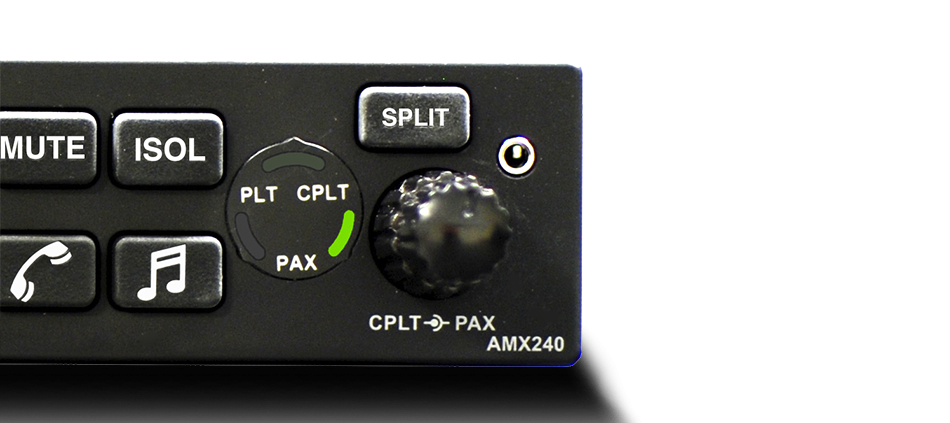 SPLIT
MUTE ISOL
PLT CPLT
PAX
CPLT PAX
AMX240